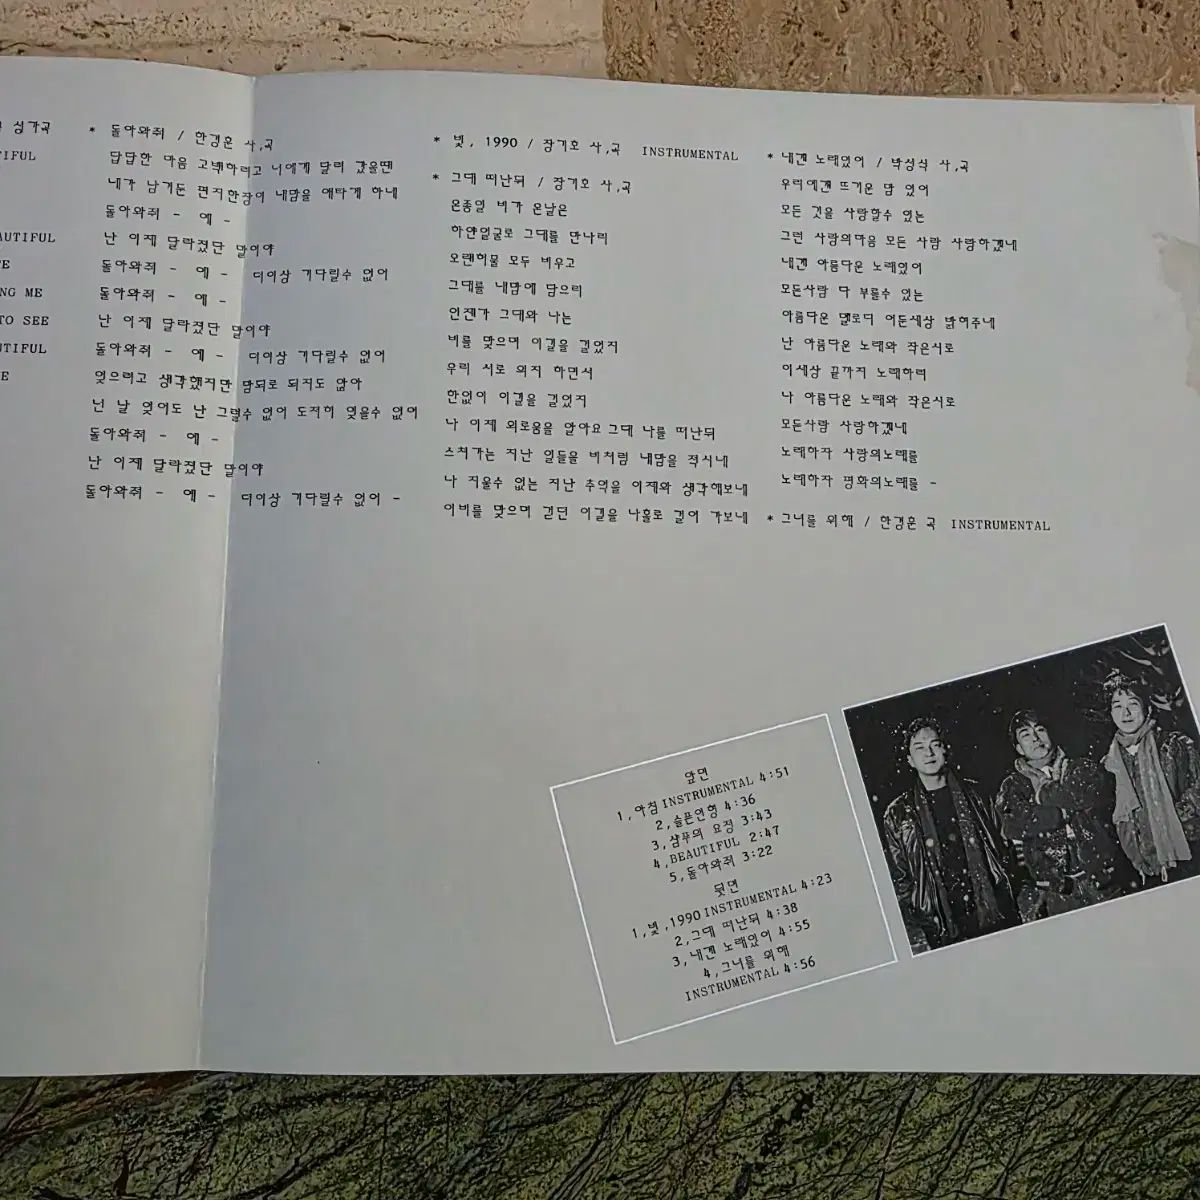 싱가곡
TIFUL
AUTIFUL
TE
NG ME
TO SEE
UTIFUL
E
* 돌아와줘 / 한경훈 사,곡
답답한 마음 고백하려고 너에게 달려 갔을땐
네가 남기둔 편지한장이 내맘을 애타게 하네
돌아와줘 - 예 -
난 이제 달라졌단 말이야
돌아와줘 - 예 - 더이상 기다릴수 없어
돌아와줘 - 예 -
난 이제 달라졌단 말이야
돌아와줘 - 예 - 더이상 기다릴수 없어
잊으려고 생각했지만 맘되로 되지도 않아
넌 날 잊어도 난 그럴수 없어 도저히 잊을수 없어
돌아와줘 - 예 -
난 이제 달라졌단 말이야
돌아와줘 - 예 - 더이상 기다릴수 없어 -
* 빛, 1990 / 장기호 사,곡 INSTRUMENTAL
* 그대 떠난뒤 / 장기호 사,곡
온종일 비가 온날은
하얀얼굴로 그대를 만나리
오랜허물 모두 비우고
그대를 내맘에 담으리
언젠가 그대와 나는
비를 맞으며 이길을 걸었지
우리 서로 의지 하면서
한없이 이길을 걸었지
나 이제 외로움을 알아요 그대 나를 떠난뒤
스쳐가는 지난 일들을 비처럼 내맘을 적시네
나 지울수 없는 지난 추억을 이제와 생각해보네
이비를 맞으며 걷던 이길을 나홀로 걸어 가보네
* 내겐 노래있어 / 박성식 사,곡
우리에겐 뜨거운 맘 있어
모든 것을 사랑할수 있는
그런 사랑의마음 모든 사람 사랑하겠네
내겐 아름다운 노래있어
모든사람 다 부를수 있는
아름다운 멜로디 어둔세상 밝혀주네
난 아름다운 노래와 작은시로
이세상 끝까지 노래하리
나 아름다운 노래와 작은시로
모든사람 사랑하겠네
노래하자 사랑의노래를
노래하자 평화의노래를 -
* 그녀를 위해 / 한경훈 곡 INSTRUMENTAL
앞면
1,아침 INSTRUMENTAL 4:51
2,슬픈인형 4:36
3,샴푸의 요정 3:43
4,BEAUTIFUL 2:47
5,돌아와줘 3:22
뒷면
1,빛,1990 INSTRUMENTAL 4:23
2,그대 떠난뒤 4:38
3,내겐 노래있어 4:55
4,그녀를 위해
INSTRUMENTAL 4:56